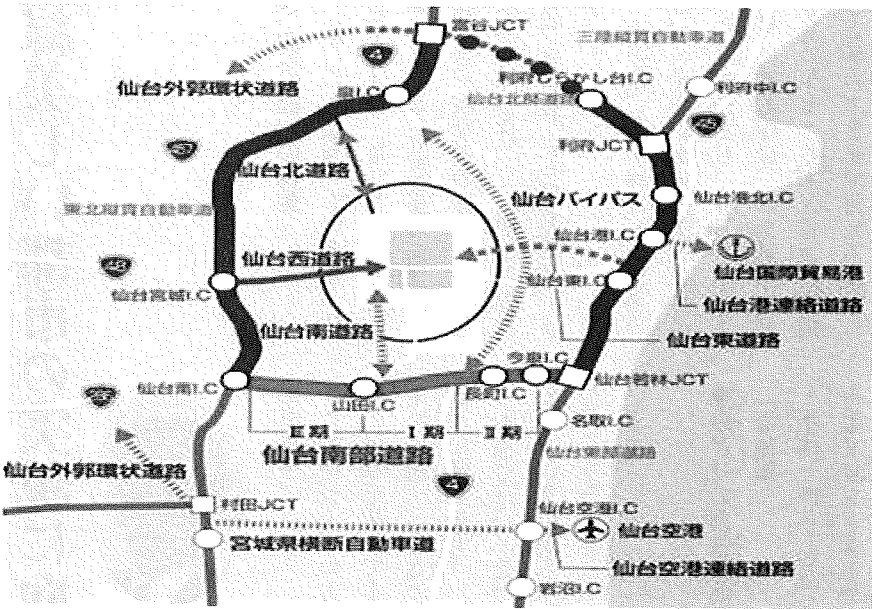 富谷JCT
三陸縦貫自動車道
4
利府しらかし台I.C
仙台外郭環状道路
泉I.C
仙台北部道路
利府中I.C
45
利府JCT
仙台北道路
仙台バイパス
仙台港北I.C
東北縦貫自動車道
仙台港I.C
48
仙台西道路
仙台国際貿易港
仙台宮城I.C
仙台東I.C
仙台港連絡道路
仙台南道路
仙台東道路
今泉I.C
仙台南I.C
山田I.C
長町I.C
仙台若林JCT
Ⅲ期
Ⅰ期
Ⅱ期
名取I.C
仙台南部道路
仙台東部道路
仙台外郭環状道路
4
村田JCT
仙台空港I.C
仙台空港
宮城県横断自動車道
仙台空港連絡道路
岩沼I.C